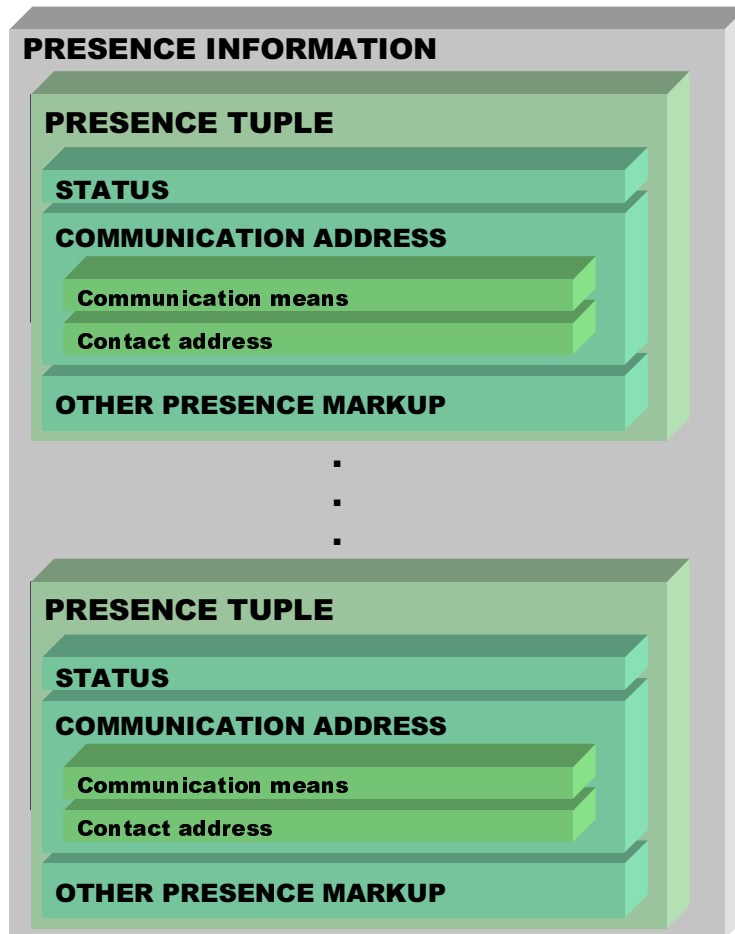 PRESENCE INFORMATION
PRESENCE TUPLE
STATUS
COMMUNICATION ADDRESS
Communication means
Contact address
OTHER PRESENCE MARKUP
.
.
.
PRESENCE TUPLE
STATUS
COMMUNICATION ADDRESS
Communication means
Contact address
OTHER PRESENCE MARKUP